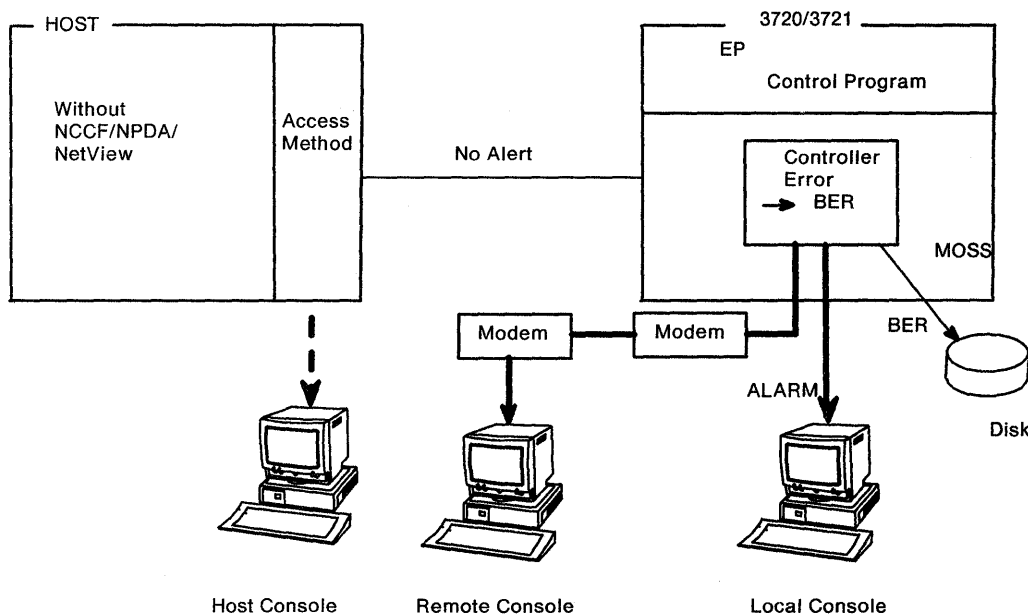 HOST
Without
NCCF/NPDA/
NetView
Access
Method
No Alert
3720/3721
EP
Control Program
Controller
Error
BER
MOSS
BER
Disk
Modem
Modem
ALARM
Host Console
Remote Console
Local Console